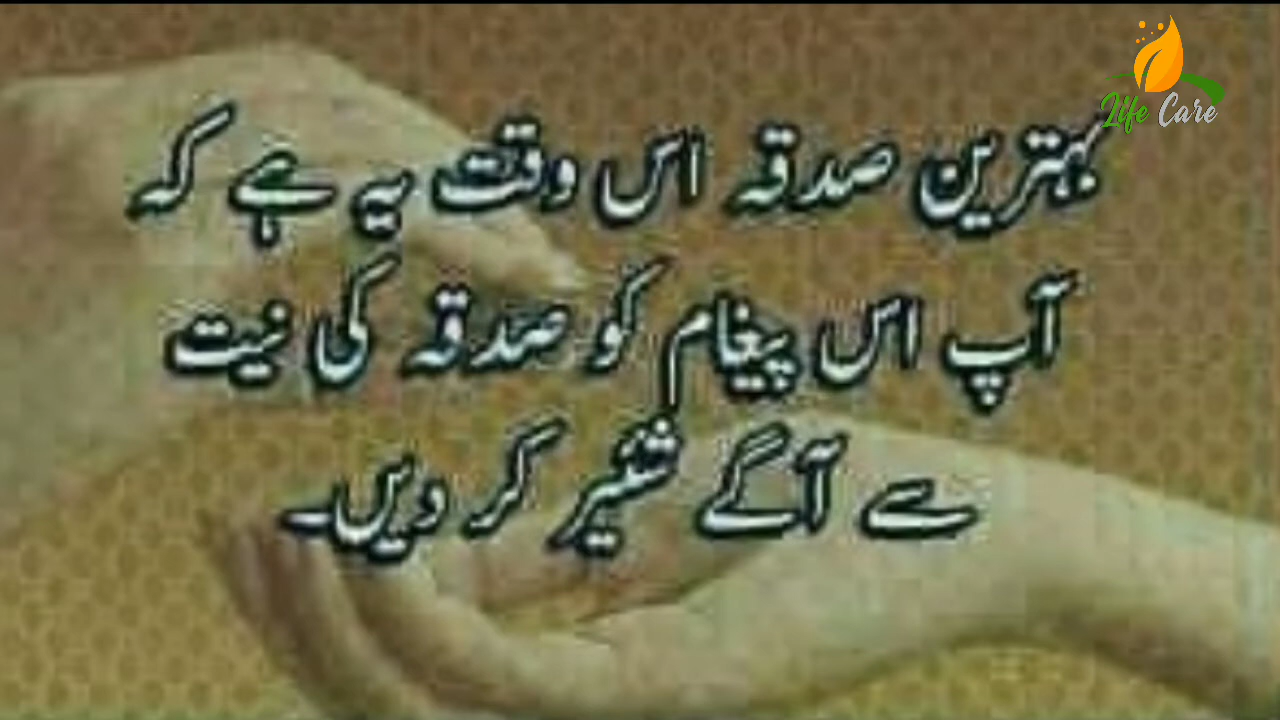 Life Care
بہترین صدقہ اس وقت یہ ہے کہ
آپ اس پیغام کو صدقہ کی نیت
سے آگے شئیر کر دیں۔